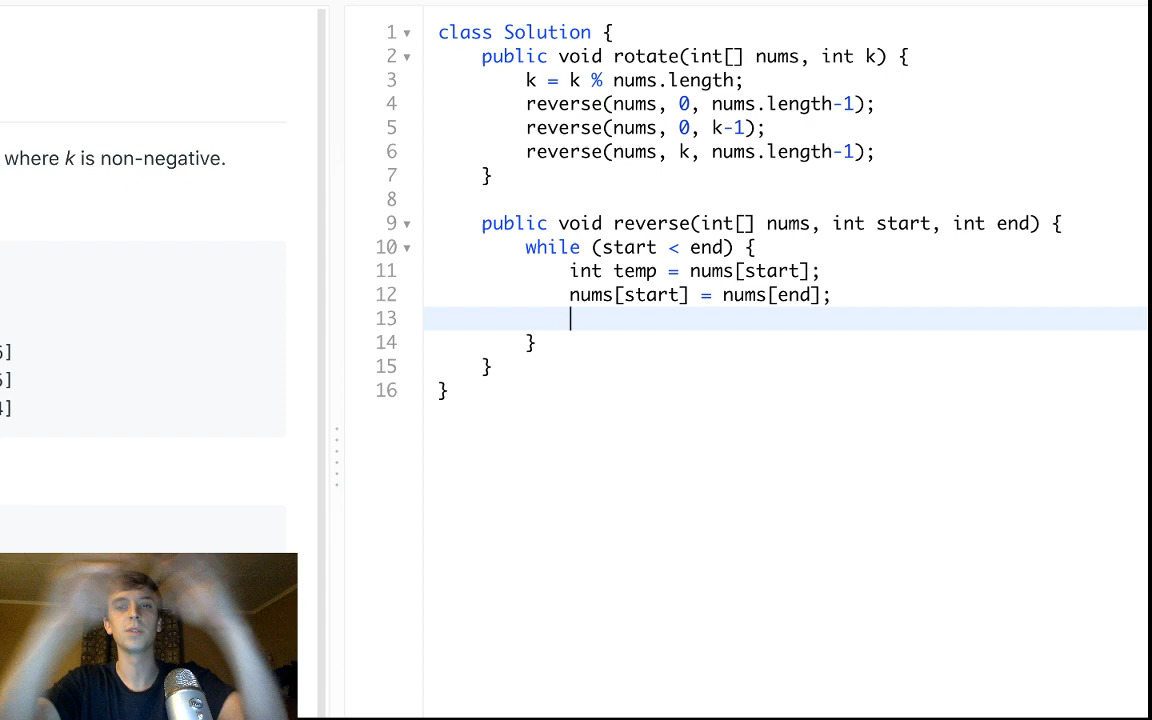 where k is non-negative.
6]
5]
4]
1 class Solution {
2 public void rotate(int[] nums, int k) {
3 k = k % nums.length;
4 reverse(nums, 0, nums.length-1);
5 reverse(nums, 0, k-1);
6 reverse(nums, k, nums.length-1);
7 }
8
9 public void reverse(int[] nums, int start, int end) {
10 while (start < end) {
11 int temp = nums[start];
12 nums[start] = nums[end];
13
14 }
15 }
16 }